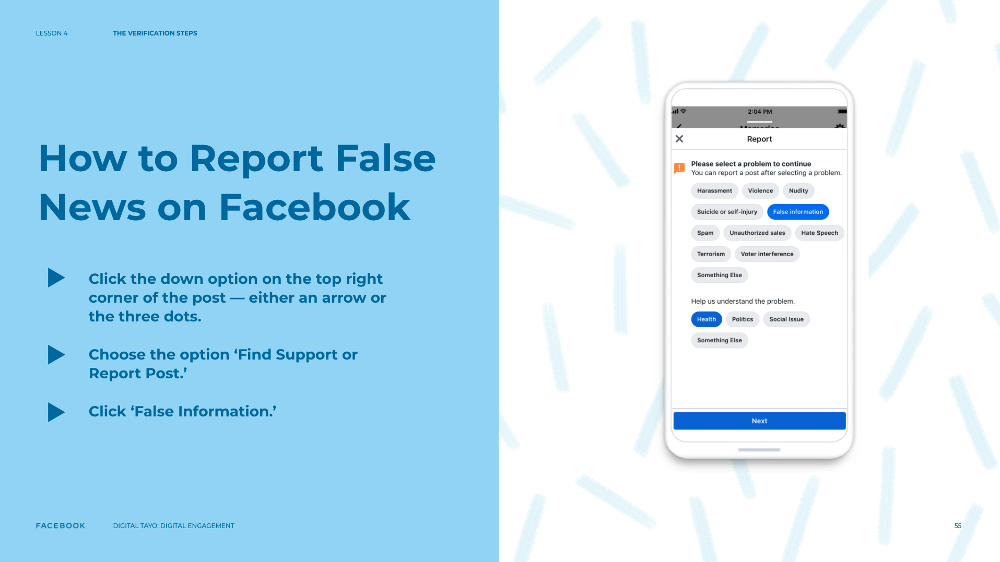 LESSON 4
THE VERIFICATION STEPS
How to Report False
News on Facebook
Click the down option on the top right
corner of the post — either an arrow or
the three dots.
Choose the option ‘Find Support or
Report Post.’
Click ‘False Information.’
2:04 PM
Memories
Report
Please select a problem to continue
You can report a post after selecting a problem.
Harassment Violence Nudity
Suicide or self-injury False information
Spam Unauthorized sales Hate Speech
Terrorism Voter interference
Something Else
Help us understand the problem.
Health Politics Social Issue
Something Else
Next
FACEBOOK
DIGITAL TAYO: DIGITAL ENGAGEMENT
55